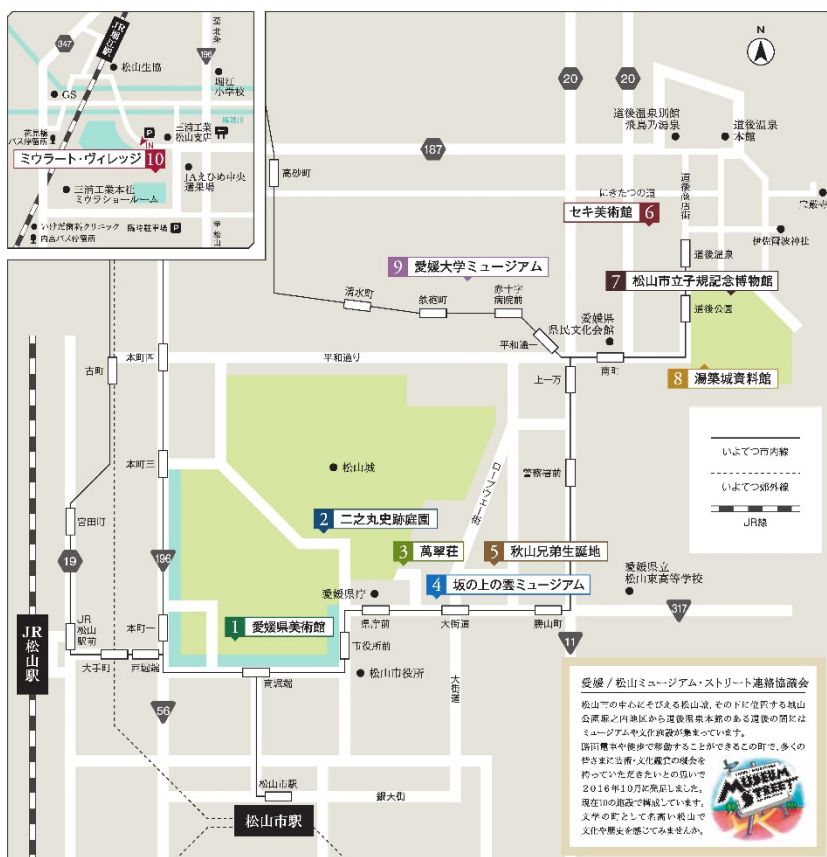 347
JR堀江駅
至 北条
196
松山生協
堀江
小学校
GS
花見橋
バス停留所
P
IN
三浦工業
松山支店
ミウラート・ヴィレッジ 10
JAえひめ中央
選果場
三浦工業本社
ミウラショールーム
いけだ歯科クリニック 臨時駐車場 P
内宮バス停留所
至 松山
N
20
20
187
高砂町
道後温泉別館
飛鳥乃湯泉
道後温泉
本館
道後商店街
にきたつの道
宝厳寺
セキ美術館 6
伊佐爾波神社
道後温泉
9 愛媛大学ミュージアム
7 松山市立子規記念博物館
清水町
鉄砲町
赤十字
病院前
愛媛県
県民文化会館
道後公園
平和通一
本町四
平和通り
古町
上一万
南町
8 湯築城資料館
松山城
ロープウェー街
本町三
警察署前
いよてつ市内線
いよてつ郊外線
JR線
宮田町
2 二之丸史跡庭園
3 萬翠荘
5 秋山兄弟生誕地
19
196
4 坂の上の雲ミュージアム
愛媛県立
松山東高等学校
愛媛県庁
317
JR松山駅
JR
松山
駅前
本町一
1 愛媛県美術館
県庁前
大街道
勝山町
市役所前
11
大手町
西堀端
南堀端
松山市役所
大街道
56
松山市駅
銀天街
松山市駅
愛媛/松山ミュージアム・ストリート連絡協議会
松山市の中心にそびえる松山城、その下に位置する城山
公園堀之内地区から道後温泉本館のある道後の間には
ミュージアムや文化施設が集まっています。
路面電車や徒歩で移動することができるこの町で、多くの
皆さまに芸術・文化鑑賞の機会を
持っていただきたいとの思いで
2016年10月に発足しました。
現在10の施設で構成しています。
文学の町として名高い松山で
文化や歴史を感じてみませんか。
MUSEUM
STREET